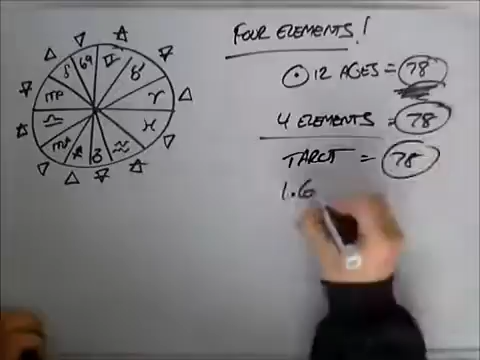 FOUR ELEMENTS!
12 AGES = 78
4 ELEMENTS = 78
TAROT = 78
1.6
♋ ♊ ♉ ♈ ♓ ♒ ♑ ♐ ♏ ♎ ♍ ♌